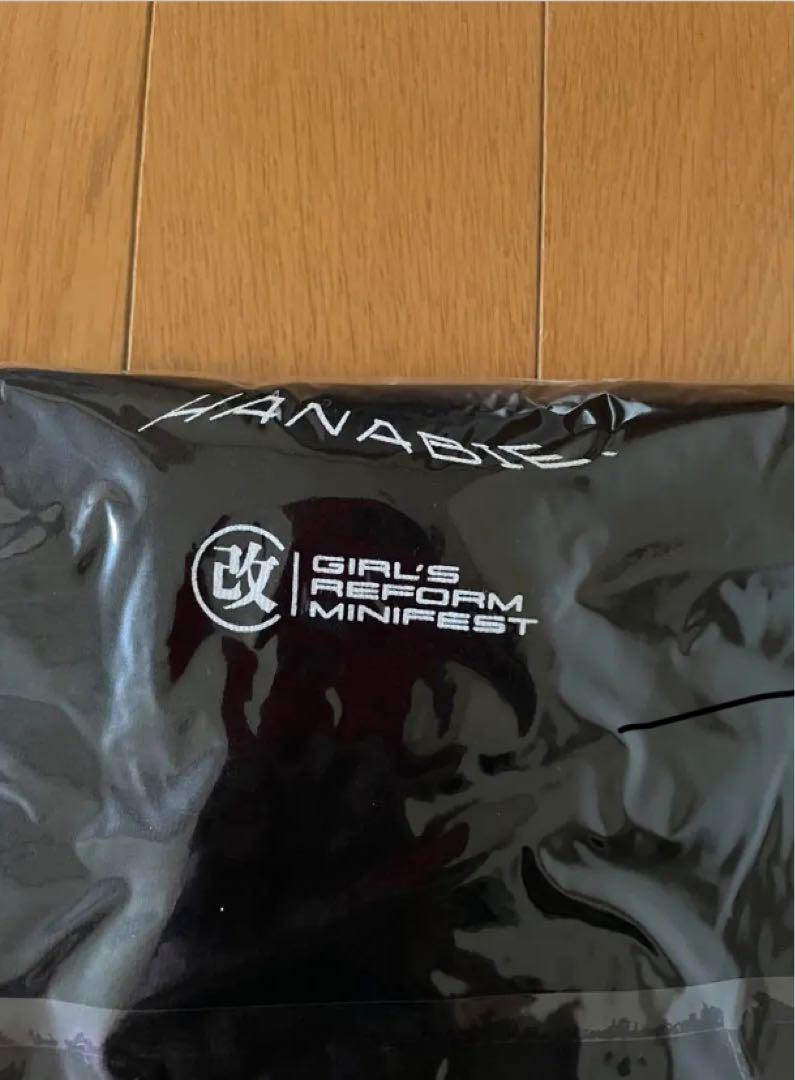 HANABIE.
改
GIRL'S
REFORM
MINIFEST